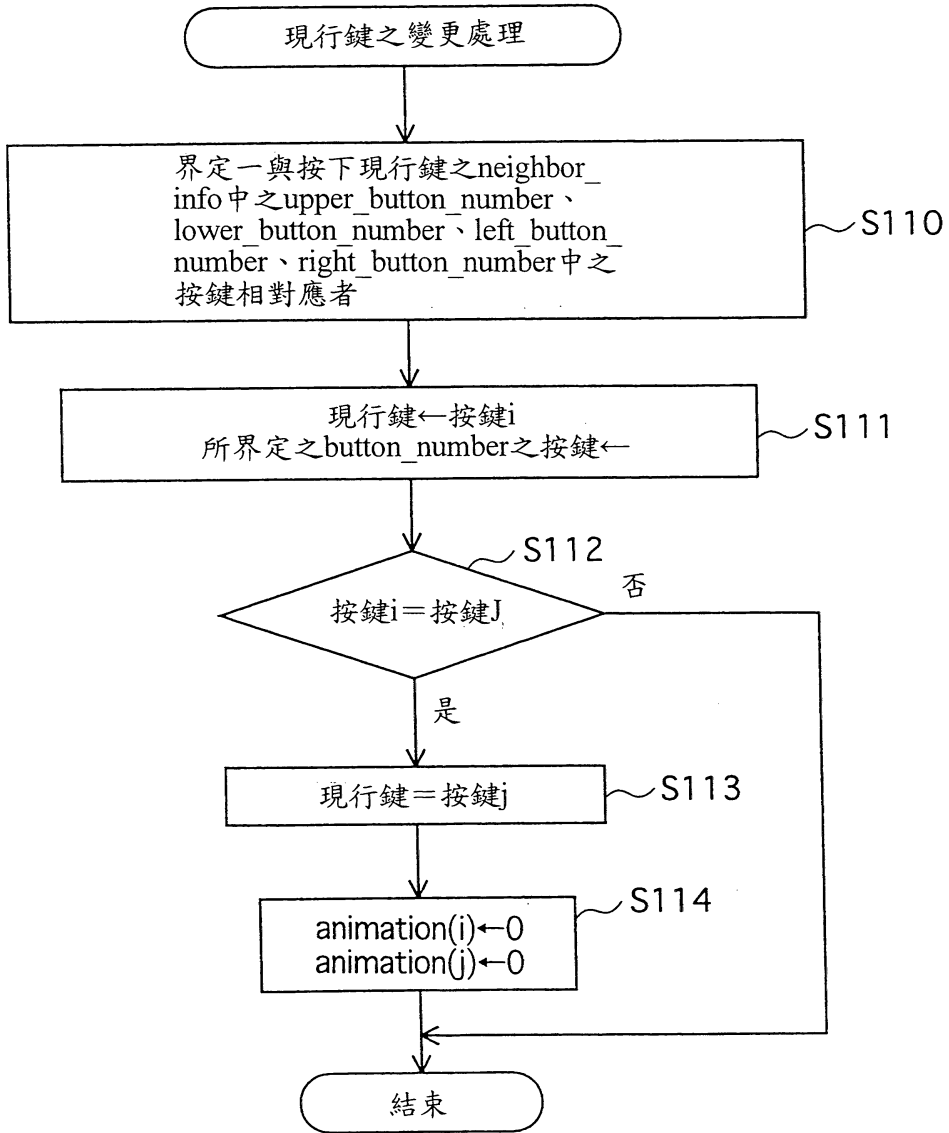 現行鍵之變更處理
界定一與按下現行鍵之neighbor_
info中之upper_button_number、
lower_button_number、left_button_
number、right_button_number中之
按鍵相對應者
S110
現行鍵←按鍵i
所界定之button_number之按鍵←
S111
S112
按鍵i＝按鍵J
否
是
現行鍵＝按鍵j
S113
S114
animation(i)←0
animation(j)←0
結束